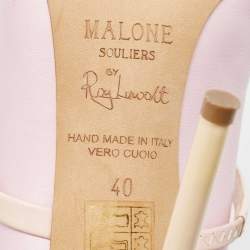 MALONE
SOULIERS
BY
Roy Luwolt
HAND MADE IN ITALY
VERO CUOIO
40